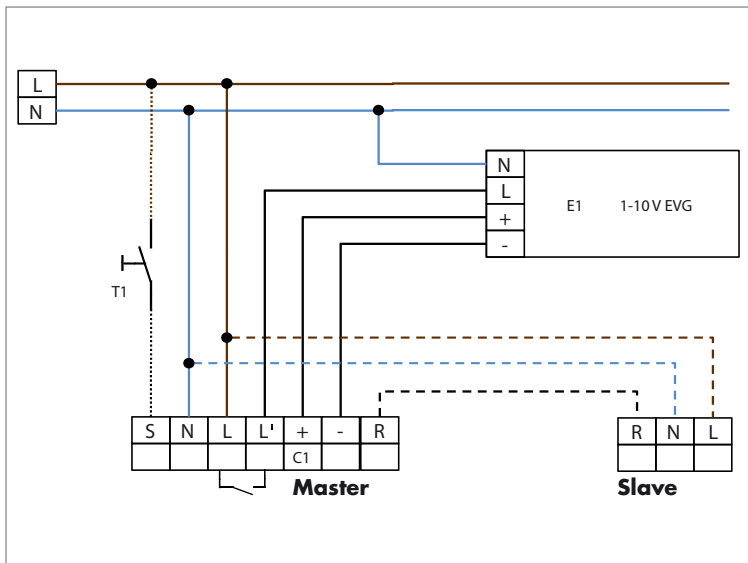 L
N
N
L
+
-
E1 1-10 V EVG
T1
S N L L' + - R
C1
Master
R N L
Slave